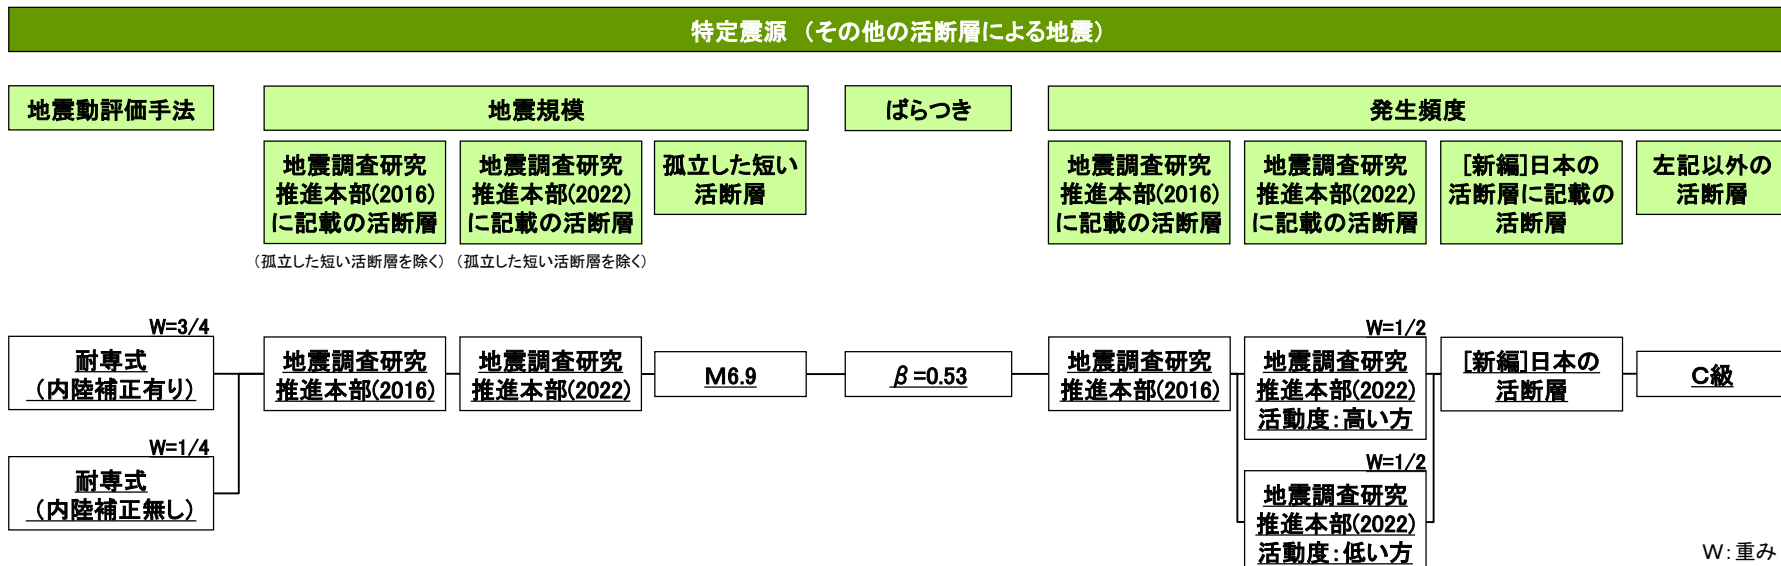 特定震源 (その他の活断層による地震)
地震動評価手法
地震規模
ばらつき
発生頻度
地震調査研究
推進本部(2016)
に記載の活断層
(孤立した短い活断層を除く)
地震調査研究
推進本部(2022)
に記載の活断層
(孤立した短い活断層を除く)
孤立した短い
活断層
地震調査研究
推進本部(2016)
に記載の活断層
地震調査研究
推進本部(2022)
に記載の活断層
[新編]日本の
活断層に記載の
活断層
左記以外の
活断層
W=3/4
耐専式
(内陸補正有り)
W=1/4
耐専式
(内陸補正無し)
地震調査研究
推進本部(2016)
地震調査研究
推進本部(2022)
M6.9
β=0.53
地震調査研究
推進本部(2016)
W=1/2
地震調査研究
推進本部(2022)
活動度:高い方
W=1/2
地震調査研究
推進本部(2022)
活動度:低い方
[新編]日本の
活断層
C級
W:重み